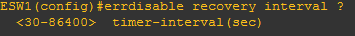 ESW1(config)#errdisable recovery interval ?
<30-86400>  timer-interval(sec)